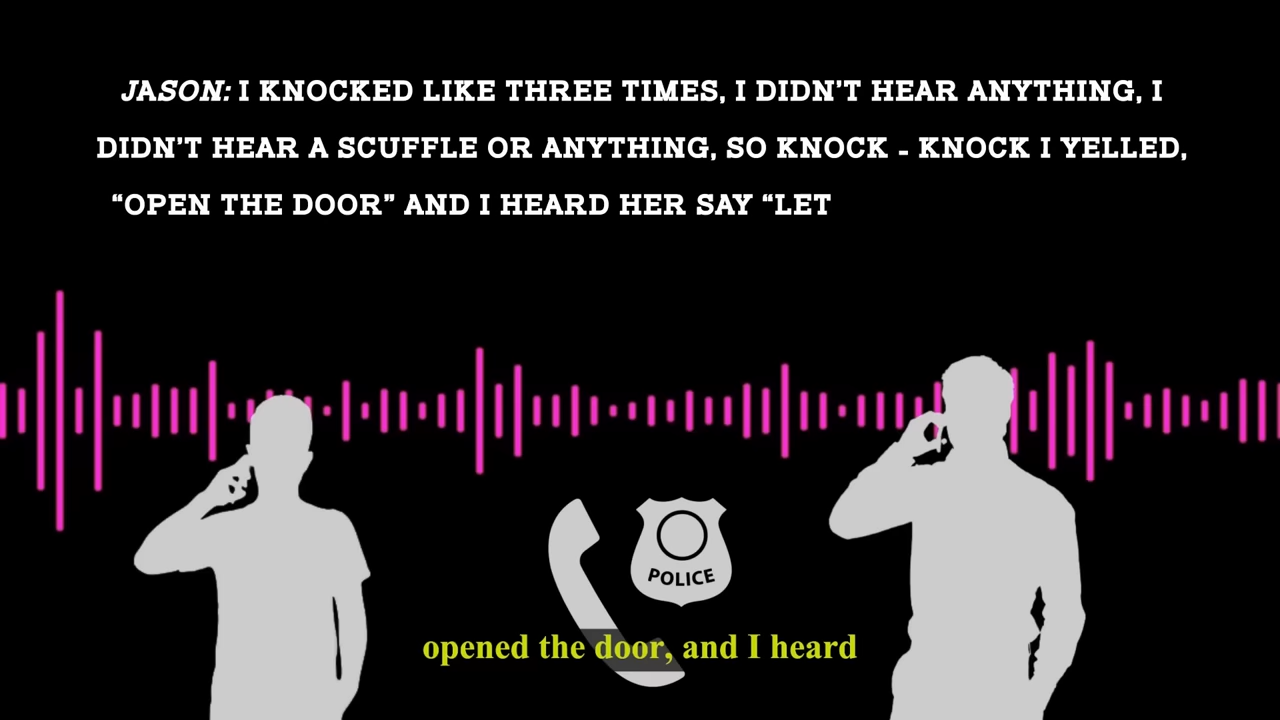 JASON: I KNOCKED LIKE THREE TIMES, I DIDN'T HEAR ANYTHING, I
DIDN'T HEAR A SCUFFLE OR ANYTHING, SO KNOCK - KNOCK I YELLED,
“OPEN THE DOOR” AND I HEARD HER SAY “LET
POLICE
opened the door, and I heard